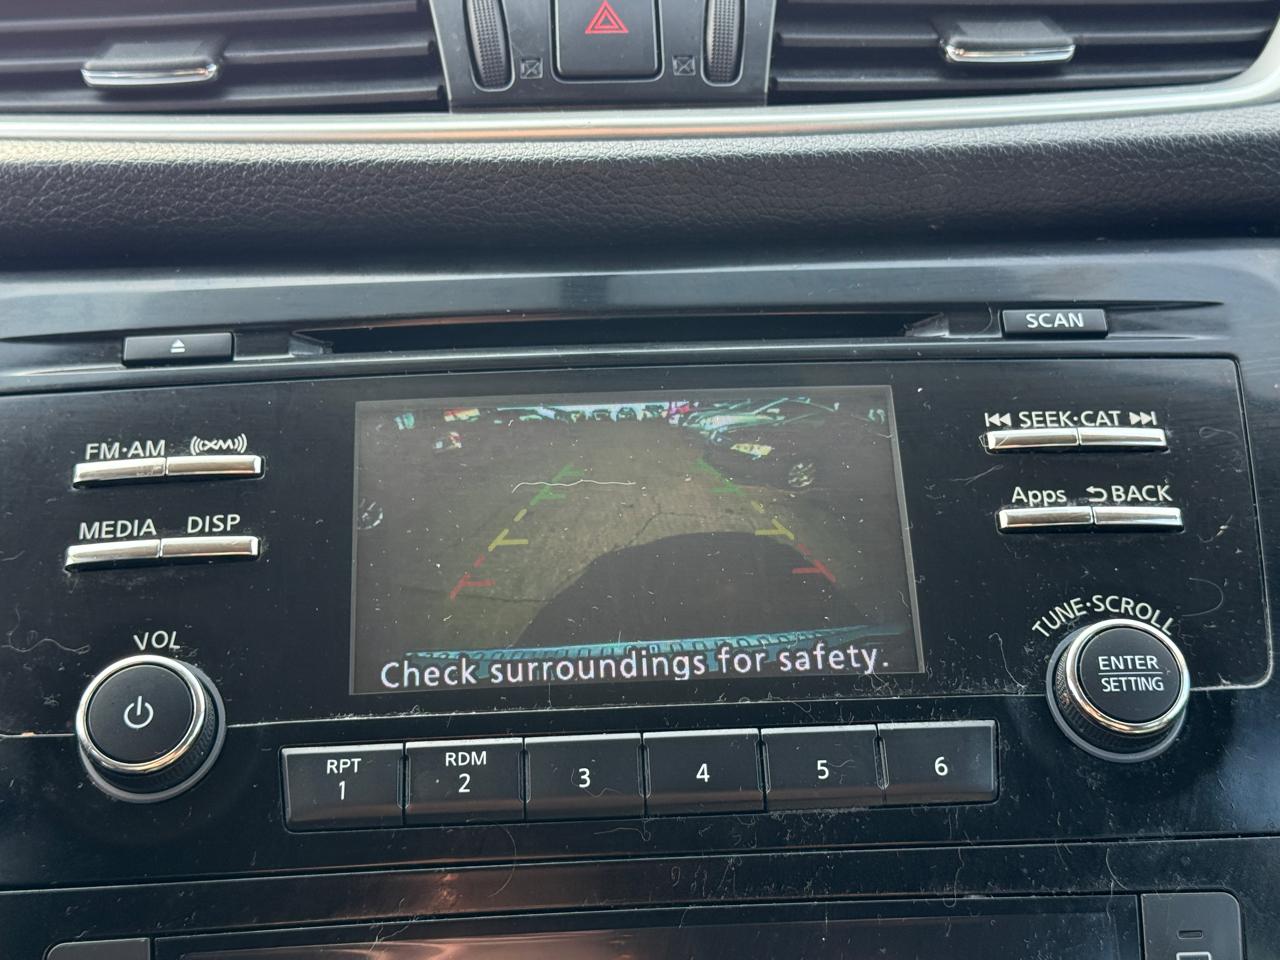 SCAN
FM·AM
XM
SEEK·CAT
MEDIA
DISP
Apps
BACK
VOL
TUNE·SCROLL
ENTER
SETTING
Check surroundings for safety.
RPT
1
RDM
2
3
4
5
6